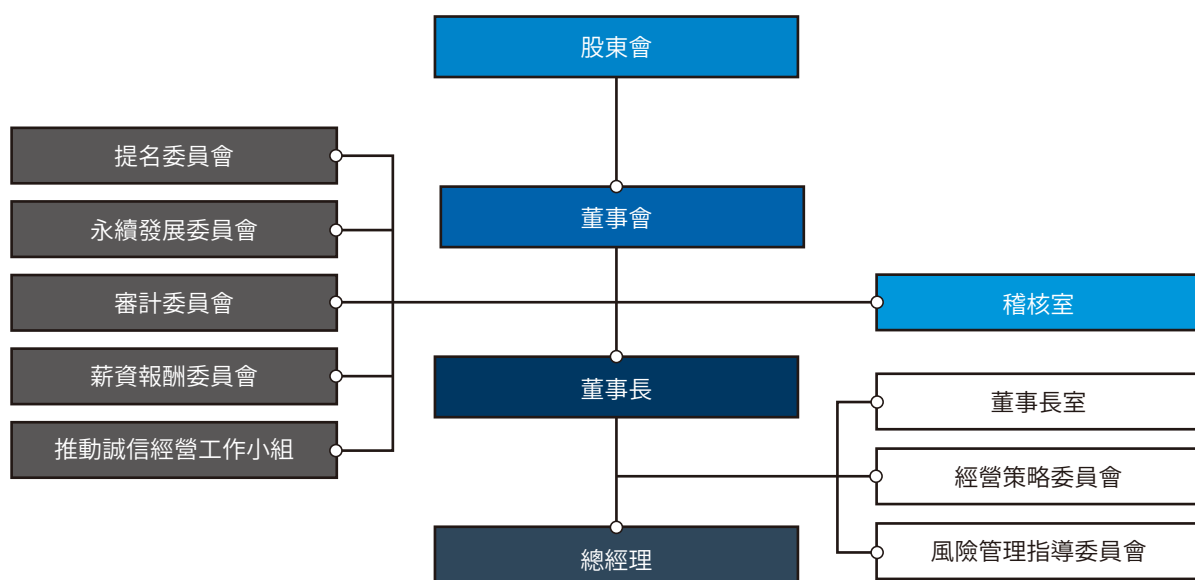 股東會
提名委員會
永續發展委員會
審計委員會
薪資報酬委員會
推動誠信經營工作小組
董事會
稽核室
董事長
董事長室
經營策略委員會
風險管理指導委員會
總經理